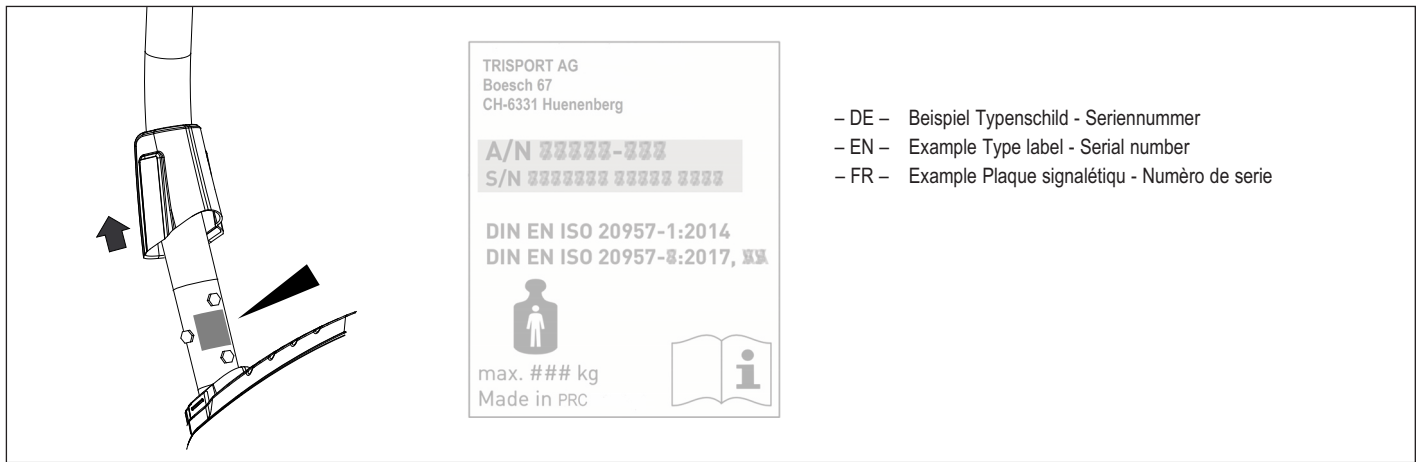 TRISPORT AG
Boesch 67
CH-6331 Huenenberg
A/N
S/N
DIN EN ISO 20957-1:2014
DIN EN ISO 20957- :2017,
max. ### kg
Made in PRC
– DE – Beispiel Typenschild - Seriennummer
– EN – Example Type label - Serial number
– FR – Example Plaque signalétiqu - Numèro de serie